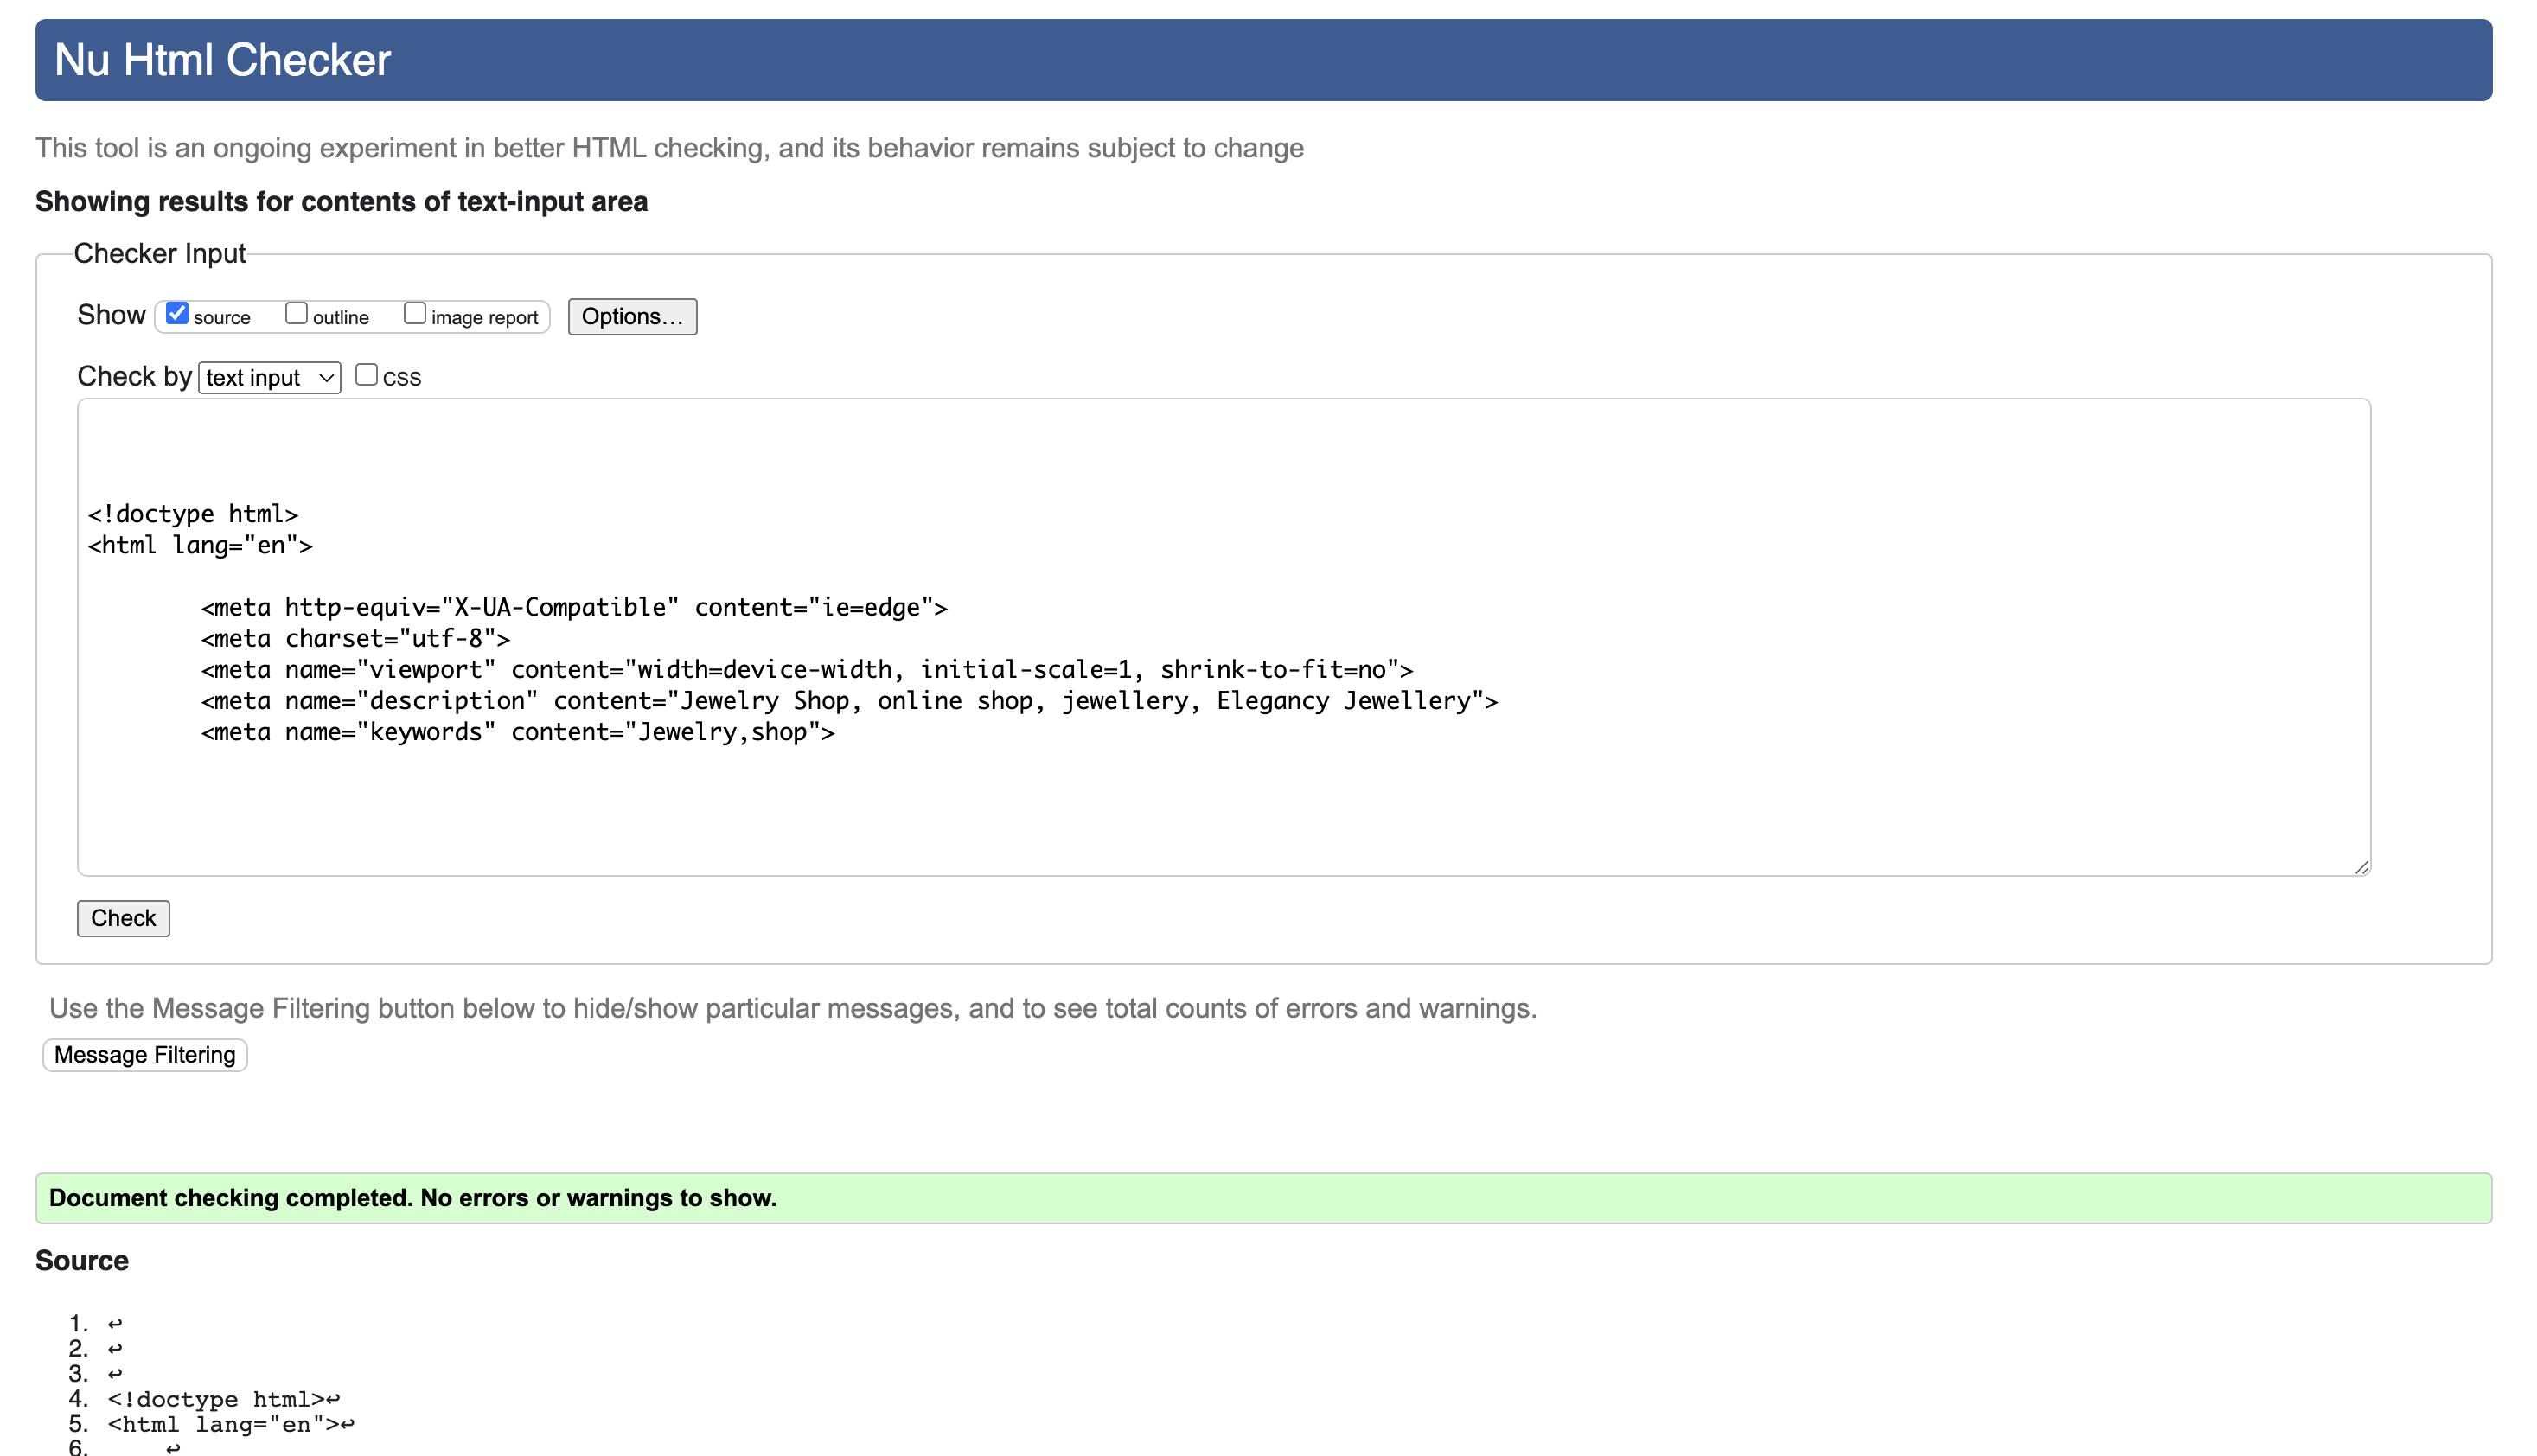 Nu Html Checker
This tool is an ongoing experiment in better HTML checking, and its behavior remains subject to change
Showing results for contents of text-input area
Checker Input
Show source outline image report Options...
Check by text input CSS
<!doctype html>
<html lang="en">
<meta http-equiv="X-UA-Compatible" content="ie=edge">
<meta charset="utf-8">
<meta name="viewport" content="width=device-width, initial-scale=1, shrink-to-fit=no">
<meta name="description" content="Jewelry Shop, online shop, jewellery, Elegancy Jewellery">
<meta name="keywords" content="Jewelry,shop">
Check
Use the Message Filtering button below to hide/show particular messages, and to see total counts of errors and warnings.
Message Filtering
Document checking completed. No errors or warnings to show.
Source
1. ↩
2. ↩
3. ↩
4. <!doctype html>↩
5. <html lang="en">↩
6. ↩